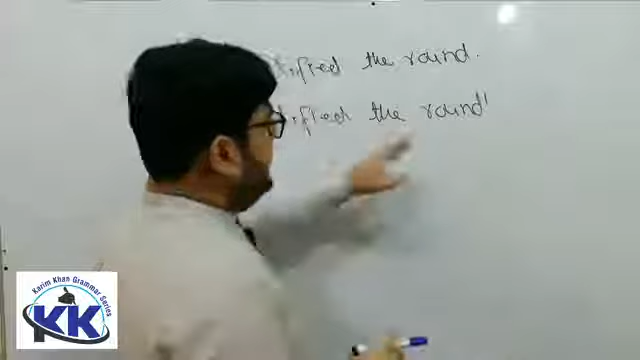 the round.
the round'
Karim Khan Grammar Series
KK